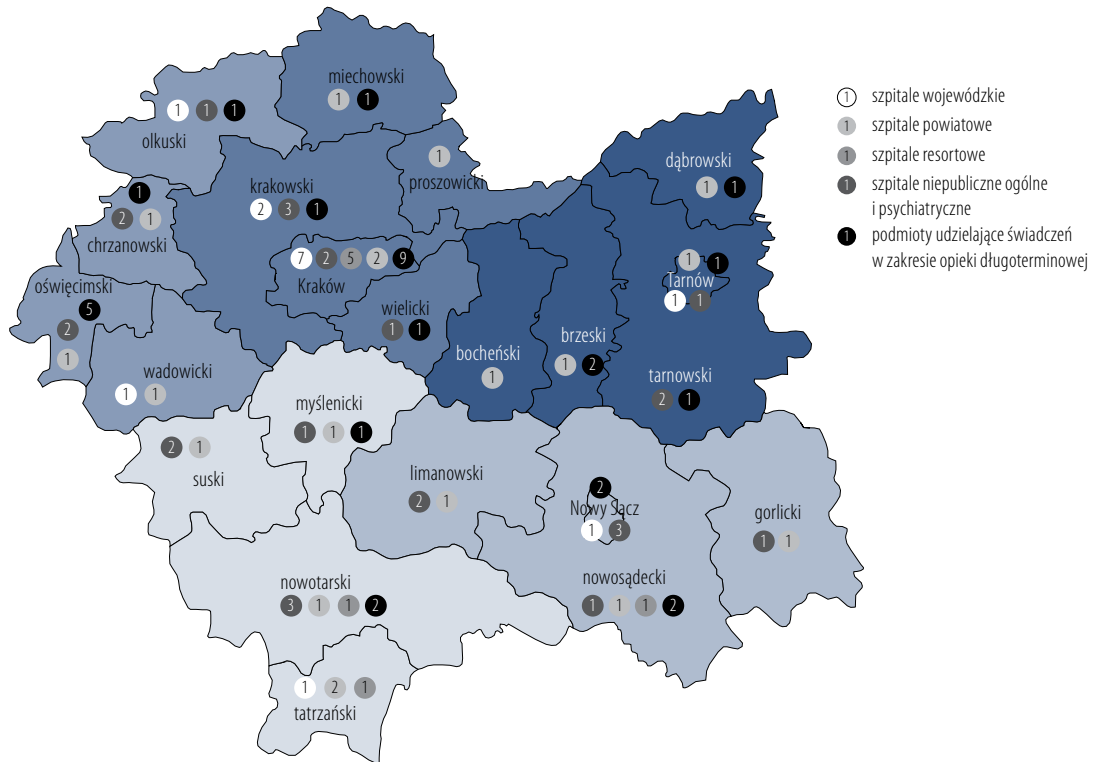 miechowski
1 1
1 1 1
olkuski
1
proszowicki
krakowski
2 3 1
dąbrowski
1 1
1
2 1
chrzanowski
7 2 5 2 9
Kraków
1 1
Tarnów
1 1
oświęcimski
5
2
1
wielicki
1 1
bocheński
1
brzeski
1 2
wadowicki
1 1
tarnowski
2 1
myślenicki
1 1 1
2 1
suski
limanowski
2 1
2
Nowy Sącz
1 3
gorlicki
1 1
nowotarski
3 1 1 2
nowosądecki
1 1 1 2
1 2 1
tatrzański
1 szpitale wojewódzkie
1 szpitale powiatowe
1 szpitale resortowe
1 szpitale niepubliczne ogólne
i psychiatryczne
1 podmioty udzielające świadczeń
w zakresie opieki długoterminowej